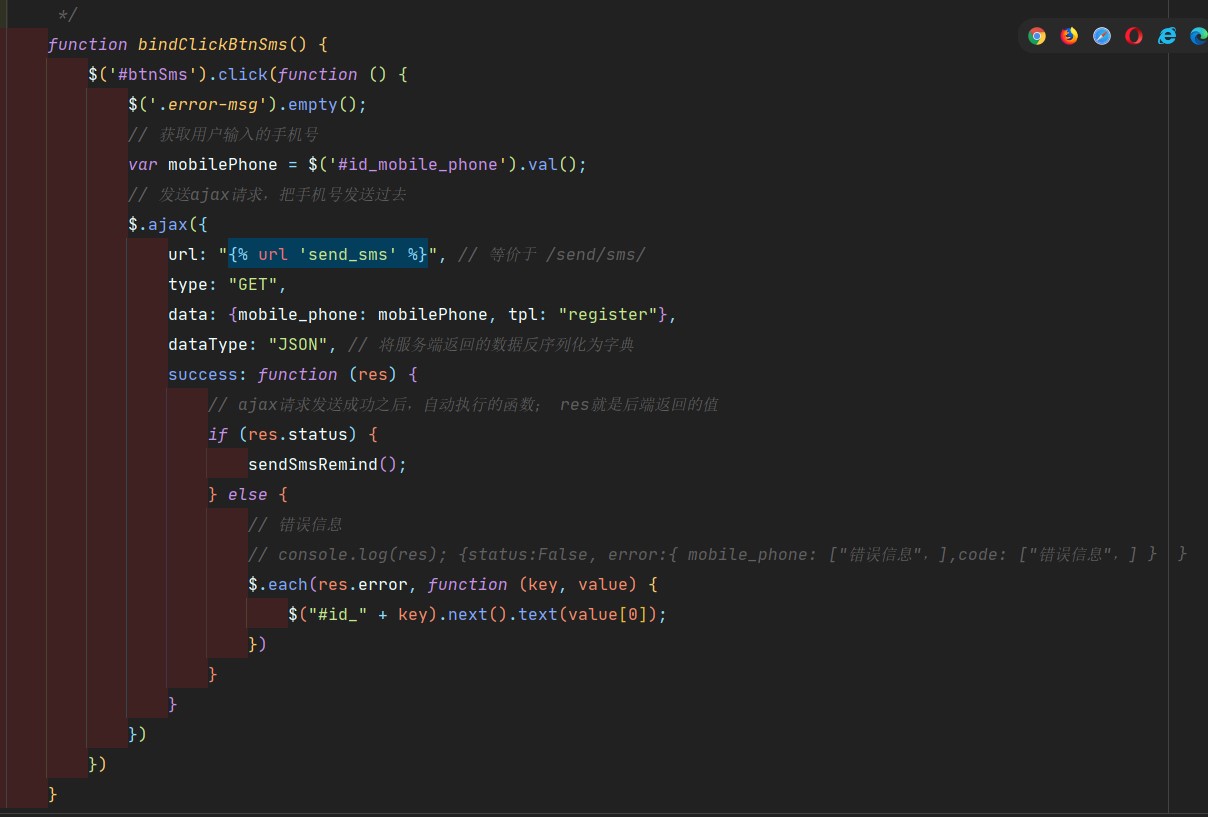 */
function bindClickBtnSms() {
$('#btnSms').click(function () {
$('.error-msg').empty();
// 获取用户输入的手机号
var mobilePhone = $('#id_mobile_phone').val();
// 发送ajax请求，把手机号发送过去
$.ajax({
url: "{% url 'send_sms' %}", // 等价于 /send/sms/
type: "GET",
data: {mobile_phone: mobilePhone, tpl: "register"},
dataType: "JSON", // 将服务端返回的数据反序列化为字典
success: function (res) {
// ajax请求发送成功之后，自动执行的函数； res就是后端返回的值
if (res.status) {
sendSmsRemind();
} else {
// 错误信息
// console.log(res); {status:False, error:{ mobile_phone: ["错误信息"，],code: ["错误信息"，] }  }
$.each(res.error, function (key, value) {
$("#id_" + key).next().text(value[0]);
})
}
}
})
})
}